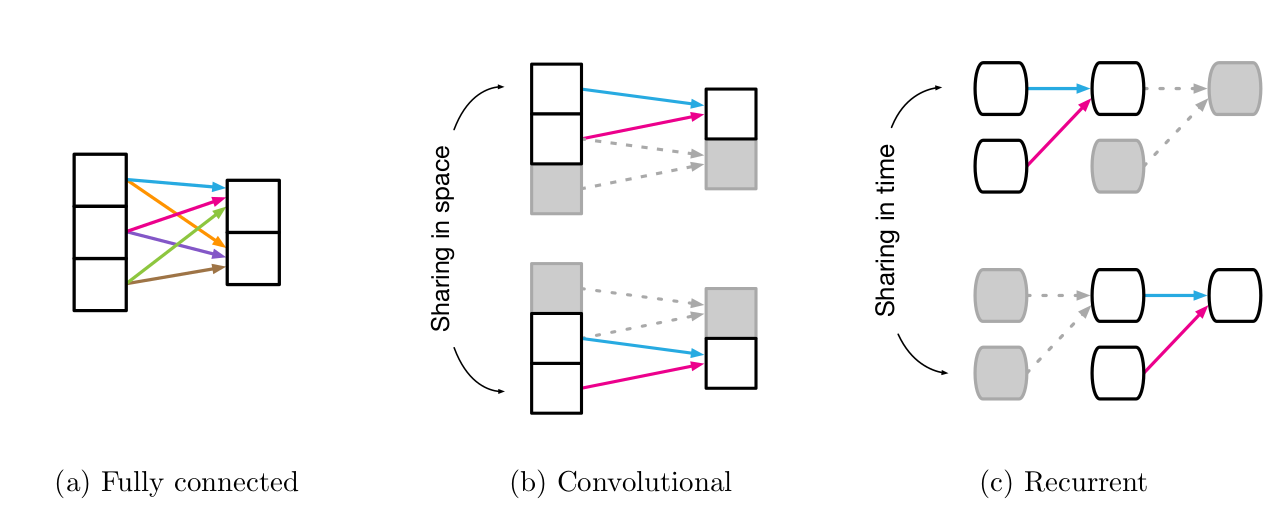 Sharing in space
Sharing in time
(a) Fully connected
(b) Convolutional
(c) Recurrent